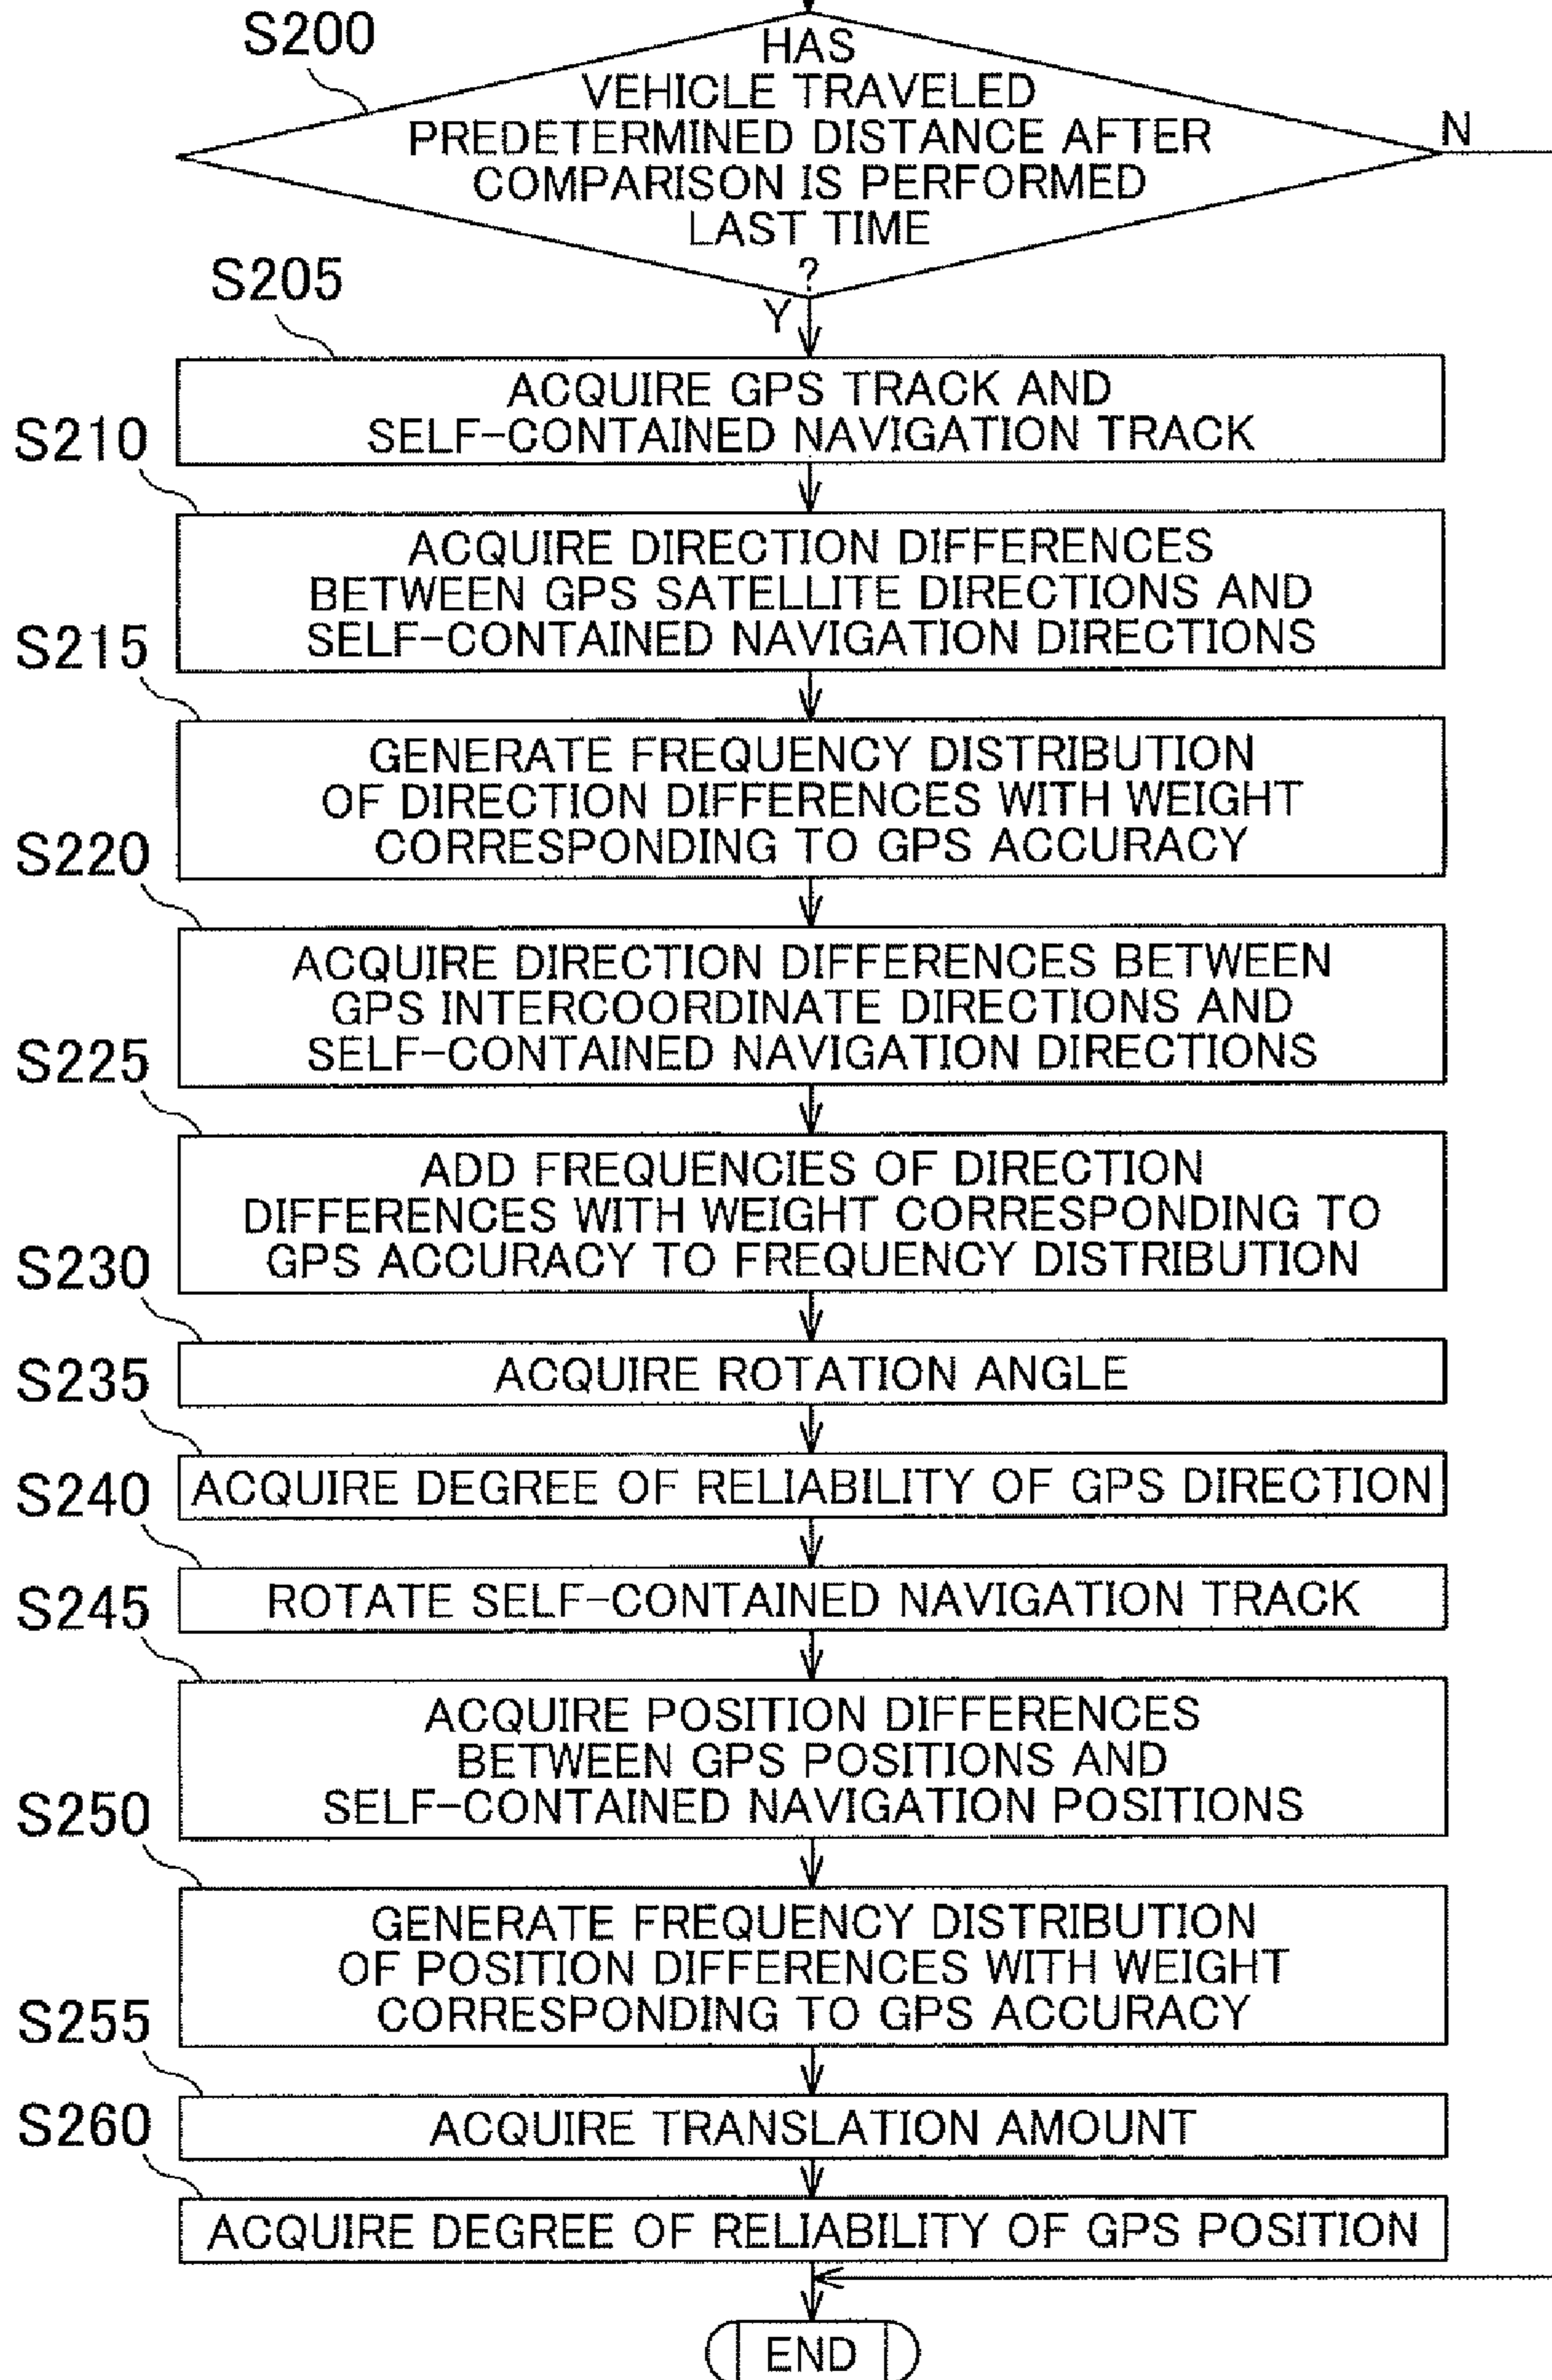 S200
HAS
VEHICLE TRAVELED
PREDETERMINED DISTANCE AFTER
COMPARISON IS PERFORMED
LAST TIME
?
N
Y
S205
ACQUIRE GPS TRACK AND
SELF-CONTAINED NAVIGATION TRACK
S210
ACQUIRE DIRECTION DIFFERENCES
BETWEEN GPS SATELLITE DIRECTIONS AND
SELF-CONTAINED NAVIGATION DIRECTIONS
S215
GENERATE FREQUENCY DISTRIBUTION
OF DIRECTION DIFFERENCES WITH WEIGHT
CORRESPONDING TO GPS ACCURACY
S220
ACQUIRE DIRECTION DIFFERENCES BETWEEN
GPS INTERCOORDINATE DIRECTIONS AND
SELF-CONTAINED NAVIGATION DIRECTIONS
S225
ADD FREQUENCIES OF DIRECTION
DIFFERENCES WITH WEIGHT CORRESPONDING TO
GPS ACCURACY TO FREQUENCY DISTRIBUTION
S230
ACQUIRE ROTATION ANGLE
S235
ACQUIRE DEGREE OF RELIABILITY OF GPS DIRECTION
S240
ROTATE SELF-CONTAINED NAVIGATION TRACK
S245
ACQUIRE POSITION DIFFERENCES
BETWEEN GPS POSITIONS AND
SELF-CONTAINED NAVIGATION POSITIONS
S250
GENERATE FREQUENCY DISTRIBUTION
OF POSITION DIFFERENCES WITH WEIGHT
CORRESPONDING TO GPS ACCURACY
S255
ACQUIRE TRANSLATION AMOUNT
S260
ACQUIRE DEGREE OF RELIABILITY OF GPS POSITION
END